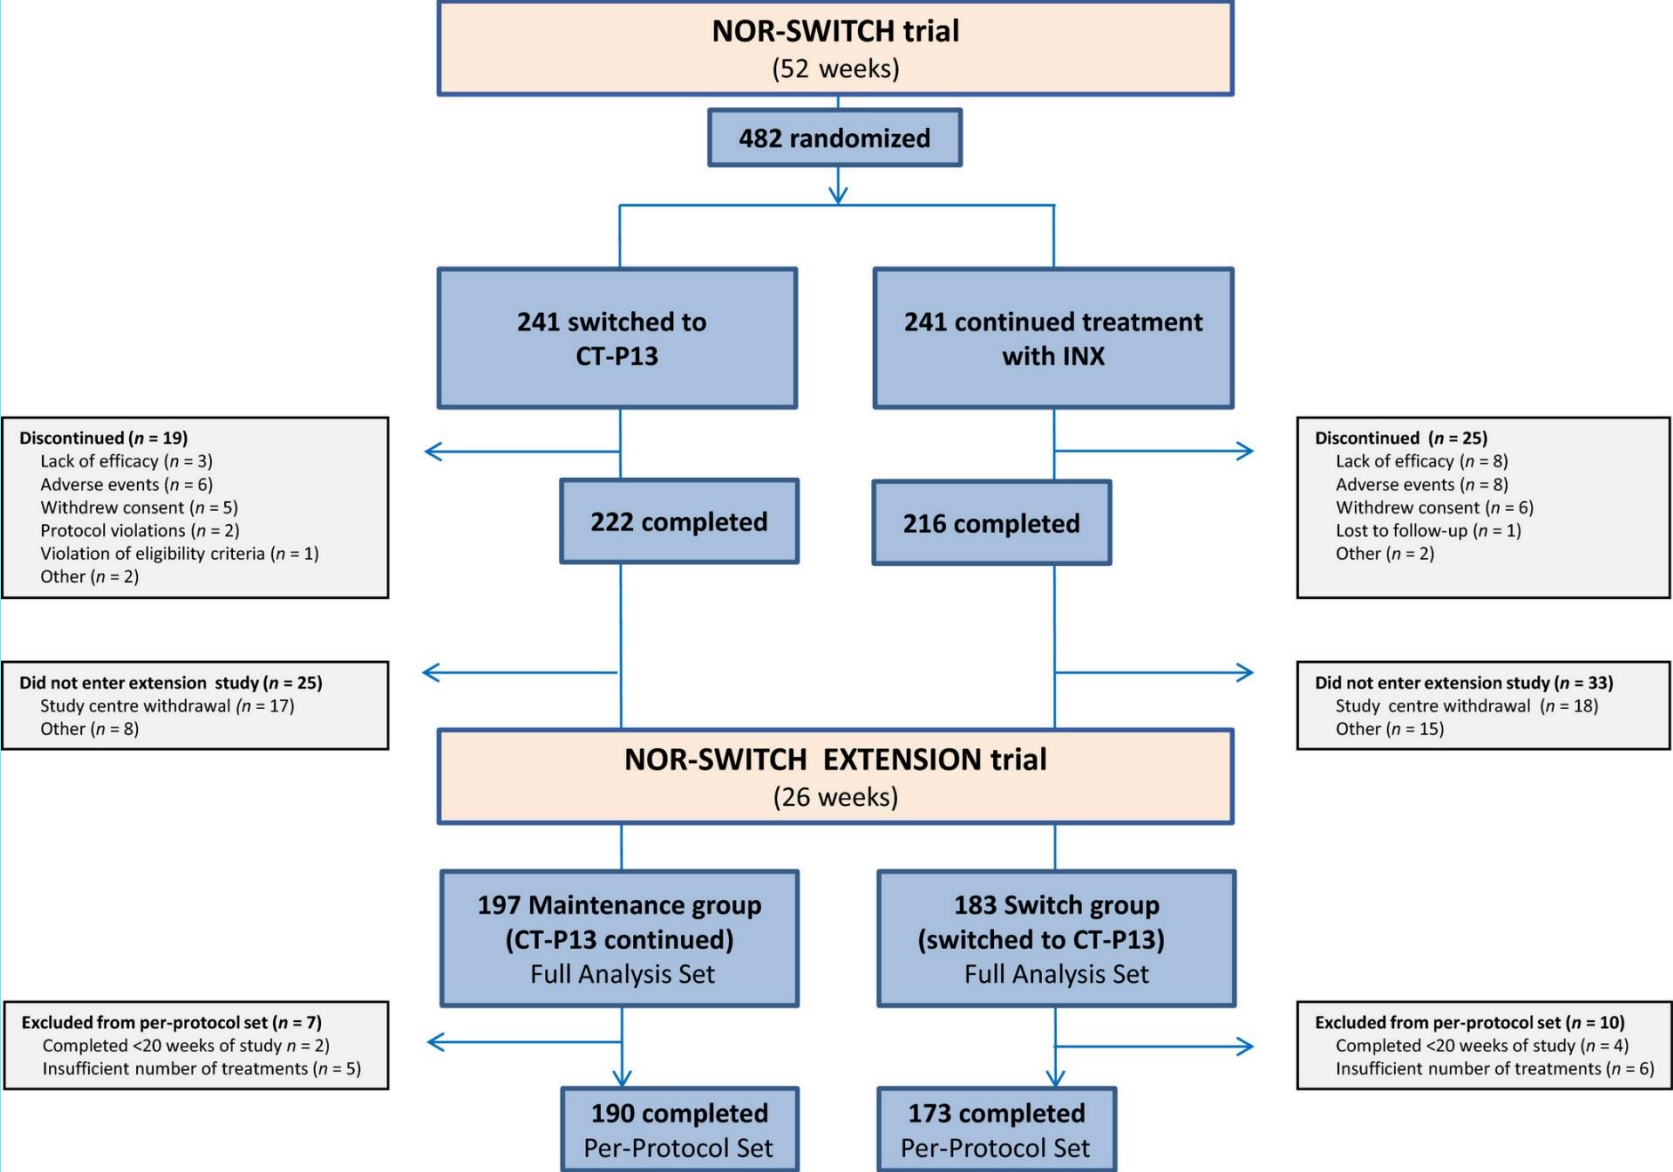 NOR-SWITCH trial
(52 weeks)
482 randomized
241 switched to
CT-P13
241 continued treatment
with INX
Discontinued (n = 19)
Lack of efficacy (n = 3)
Adverse events (n = 6)
Withdrew consent (n = 5)
Protocol violations (n = 2)
Violation of eligibility criteria (n = 1)
Other (n = 2)
Discontinued (n = 25)
Lack of efficacy (n = 8)
Adverse events (n = 8)
Withdrew consent (n = 6)
Lost to follow-up (n = 1)
Other (n = 2)
222 completed
216 completed
Did not enter extension study (n = 25)
Study centre withdrawal (n = 17)
Other (n = 8)
Did not enter extension study (n = 33)
Study centre withdrawal (n = 18)
Other (n = 15)
NOR-SWITCH EXTENSION trial
(26 weeks)
197 Maintenance group
(CT-P13 continued)
Full Analysis Set
183 Switch group
(switched to CT-P13)
Full Analysis Set
Excluded from per-protocol set (n = 7)
Completed <20 weeks of study n = 2)
Insufficient number of treatments (n = 5)
Excluded from per-protocol set (n = 10)
Completed <20 weeks of study (n = 4)
Insufficient number of treatments (n = 6)
190 completed
Per-Protocol Set
173 completed
Per-Protocol Set